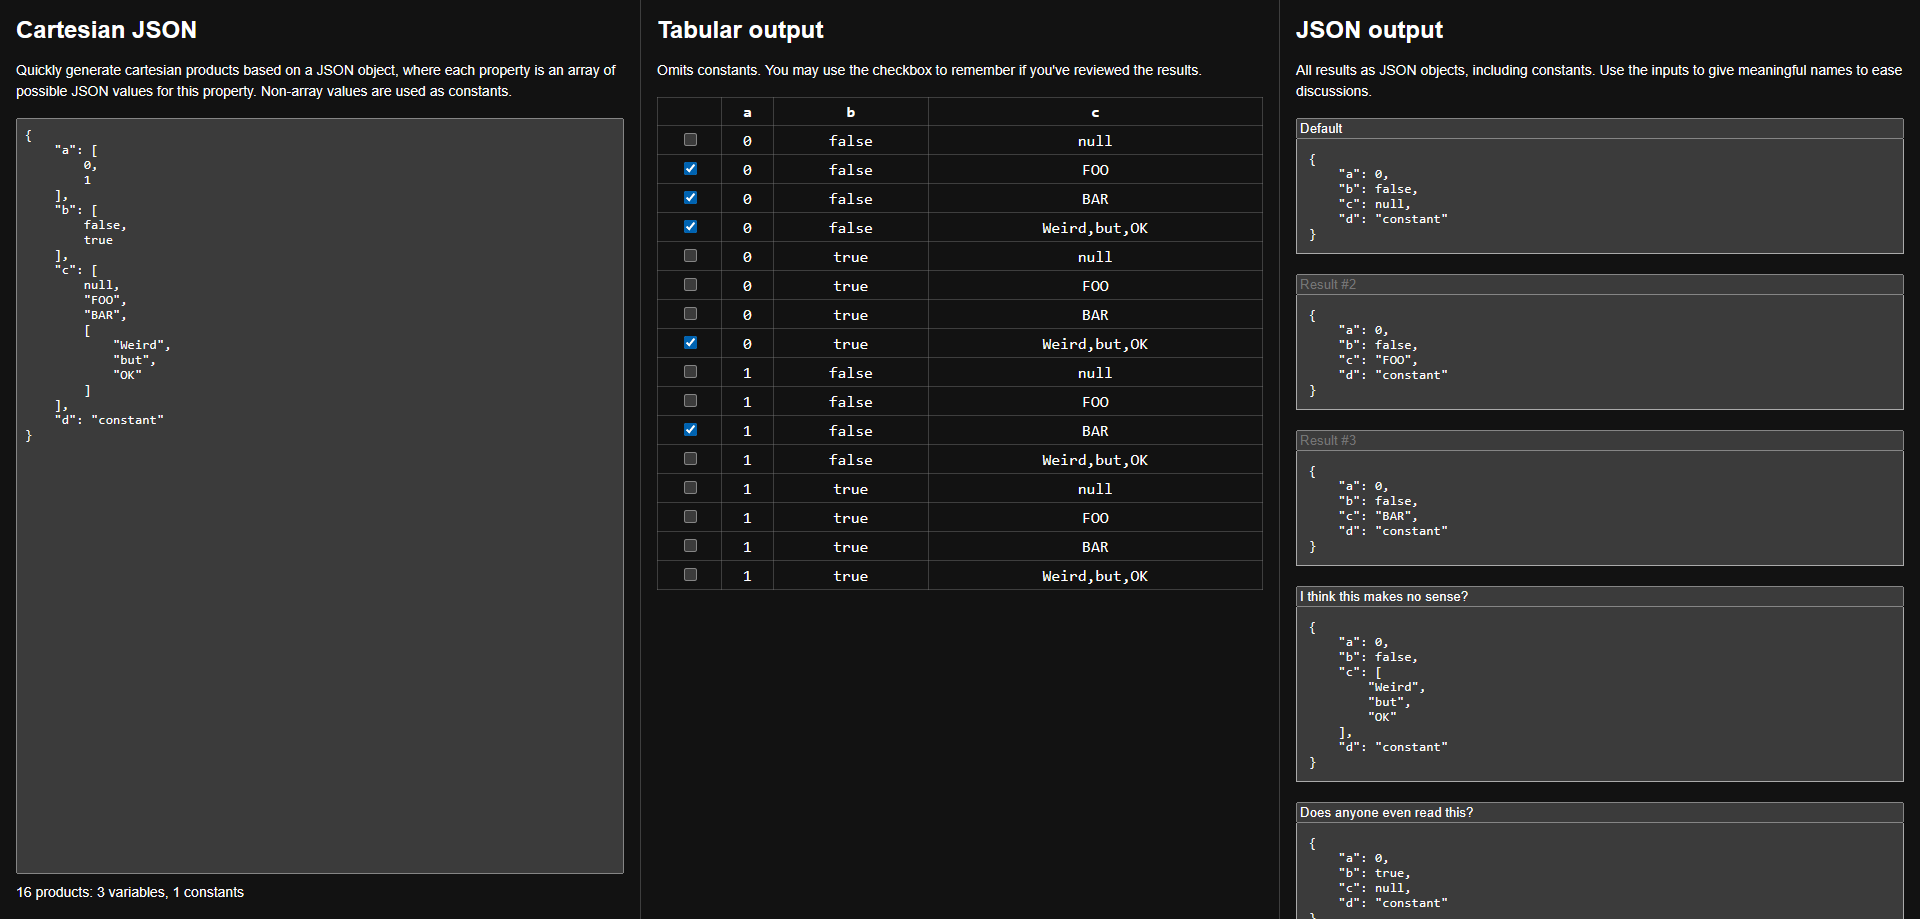 Cartesian JSON
Quickly generate cartesian products based on a JSON object, where each property is an array of
possible JSON values for this property. Non-array values are used as constants.
{
    "a": [
        0,
        1
    ],
    "b": [
        false,
        true
    ],
    "c": [
        null,
        "FOO",
        "BAR",
        [
            "Weird",
            "but",
            "OK"
        ]
    ],
    "d": "constant"
}
16 products: 3 variables, 1 constants
Tabular output
Omits constants. You may use the checkbox to remember if you've reviewed the results.
a b c
0 false null
0 false FOO
0 false BAR
0 false Weird,but,OK
0 true null
0 true FOO
0 true BAR
0 true Weird,but,OK
1 false null
1 false FOO
1 false BAR
1 false Weird,but,OK
1 true null
1 true FOO
1 true BAR
1 true Weird,but,OK
JSON output
All results as JSON objects, including constants. Use the inputs to give meaningful names to ease
discussions.
Default
{
    "a": 0,
    "b": false,
    "c": null,
    "d": "constant"
}
Result #2
{
    "a": 0,
    "b": false,
    "c": "FOO",
    "d": "constant"
}
Result #3
{
    "a": 0,
    "b": false,
    "c": "BAR",
    "d": "constant"
}
I think this makes no sense?
{
    "a": 0,
    "b": false,
    "c": [
        "Weird",
        "but",
        "OK"
    ],
    "d": "constant"
}
Does anyone even read this?
{
    "a": 0,
    "b": true,
    "c": null,
    "d": "constant"
}